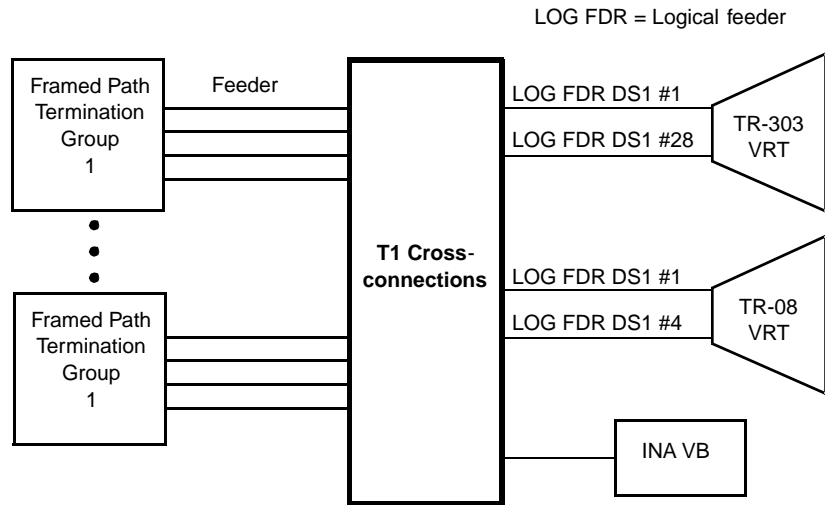 LOG FDR = Logical feeder
Framed Path
Termination
Group
1
Feeder
LOG FDR DS1 #1
LOG FDR DS1 #28
TR-303
VRT
T1 Cross-
connections
LOG FDR DS1 #1
LOG FDR DS1 #4
TR-08
VRT
Framed Path
Termination
Group
1
INA VB